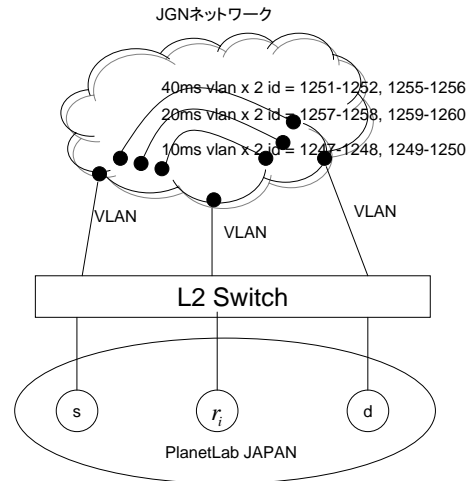 JGNネットワーク
40ms vlan x 2 id = 1251-1252, 1255-1256
20ms vlan x 2 id = 1257-1258, 1259-1260
10ms vlan x 2 id = 1247-1248, 1249-1250
VLAN
VLAN
VLAN
L2 Switch
s
r_i
d
PlanetLab JAPAN